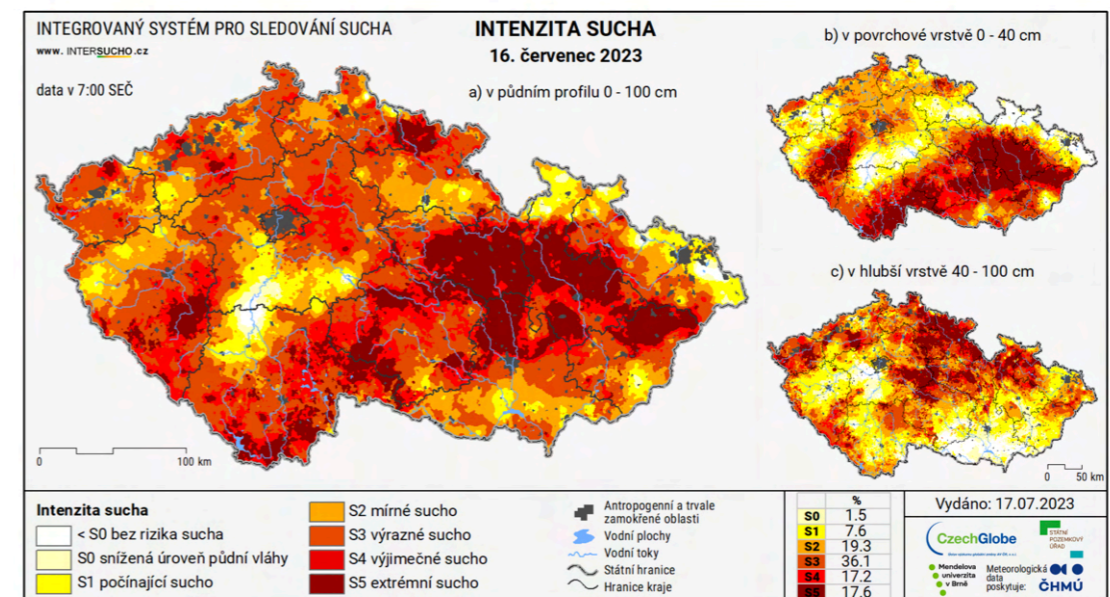 INTEGROVANÝ SYSTÉM PRO SLEDOVÁNÍ SUCHA
www. INTERSUCHO.cz
data v 7:00 SEČ
INTENZITA SUCHA
16. červenec 2023
a) v půdním profilu 0 - 100 cm
b) v povrchové vrstvě 0 - 40 cm
c) v hlubší vrstvě 40 - 100 cm
0 100 km
0 50 km
Intenzita sucha
< S0 bez rizika sucha
S0 snížená úroveň půdní vláhy
S1 počínající sucho
S2 mírné sucho
S3 výrazné sucho
S4 výjimečné sucho
S5 extrémní sucho
Antropogenní a trvale
zamokřené oblasti
Vodní plochy
Vodní toky
Státní hranice
Hranice kraje
%
S0 1.5
S1 7.6
S2 19.3
S3 36.1
S4 17.2
S5 17.6
Vydáno: 17.07.2023
CzechGlobe
STÁTNÍ
POZEMKOVÝ
ÚŘAD
Mendelova
univerzita
v Brně
Meteorologická
data
poskytuje:
ČHMÚ